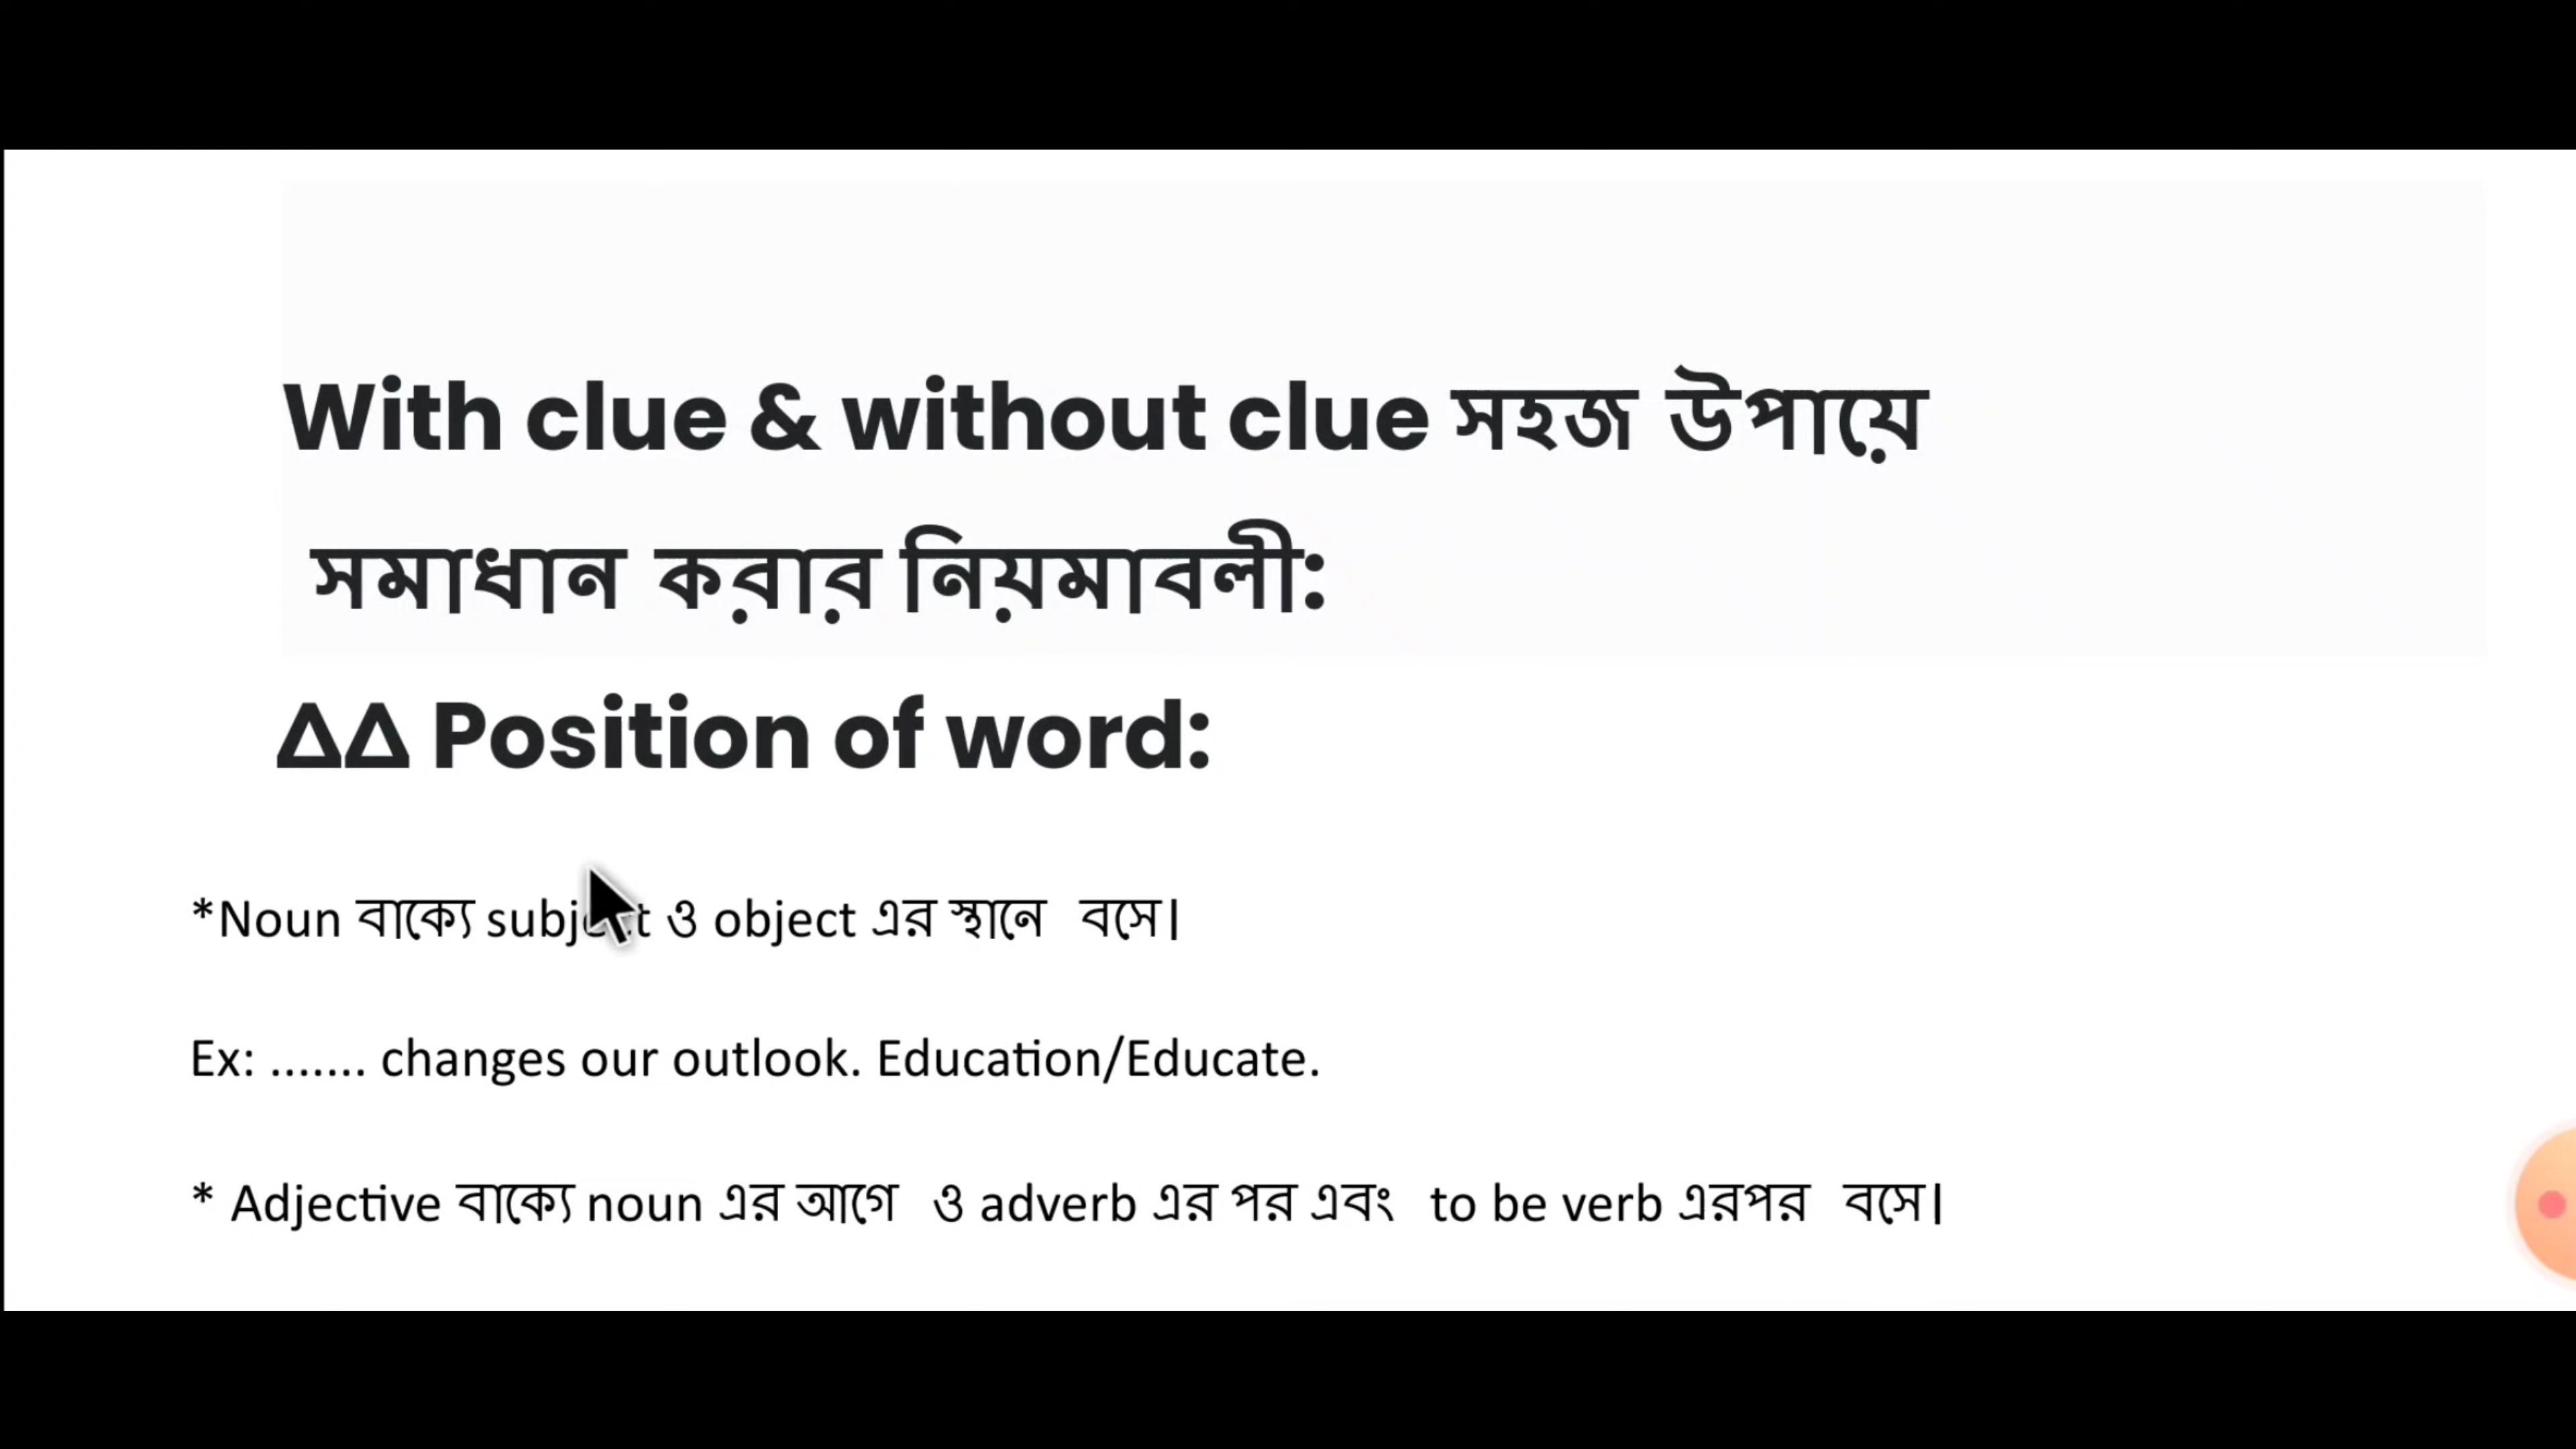 With clue & without clue সহজ উপায়ে
সমাধান করার নিয়মাবলী:
ΔΔ Position of word:
*Noun বাক্যে subject ও object এর স্থানে বসে।
Ex: ....... changes our outlook. Education/Educate.
* Adjective বাক্যে noun এর আগে ও adverb এর পর এবং to be verb এরপর বসে।